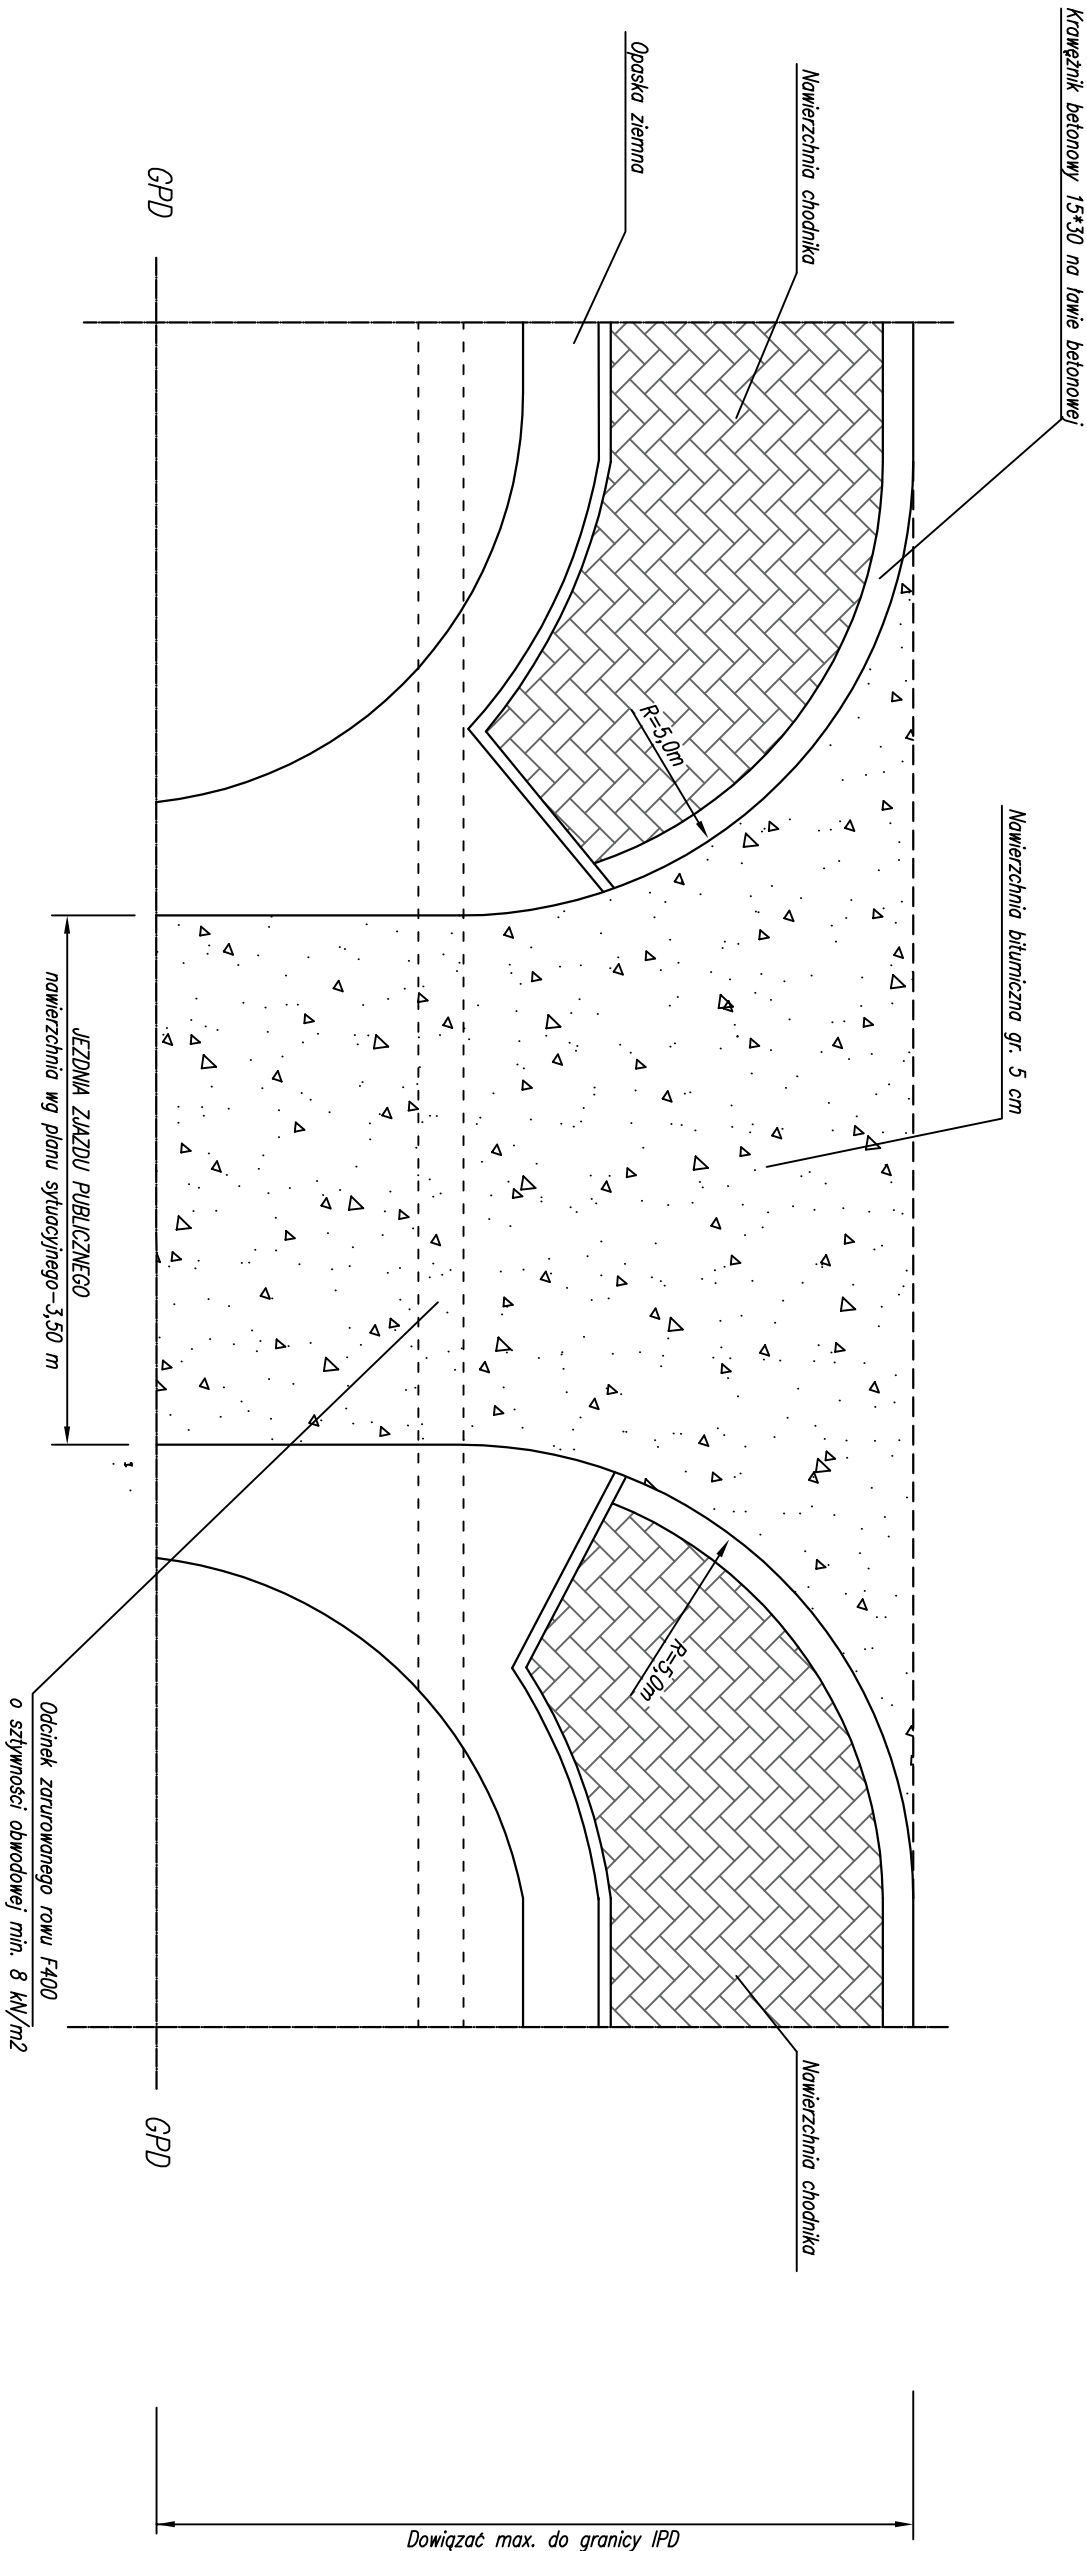 Krawężnik betonowy 15*30 na ławie betonowej
Nawierzchnia bitumiczna gr. 5 cm
Nawierzchnia chodnika
Nawierzchnia chodnika
Opaska ziemna
R=5,0m
R=5,0m
GPD
GPD
JEZDNIA ZJAZDU PUBLICZNEGO
nawierzchnia wg planu sytuacyjnego-3,50 m
Odcinek zarurowanego rowu F400
o sztywności obwodowej min. 8 kN/m2
Dowiązać max. do granicy IPD